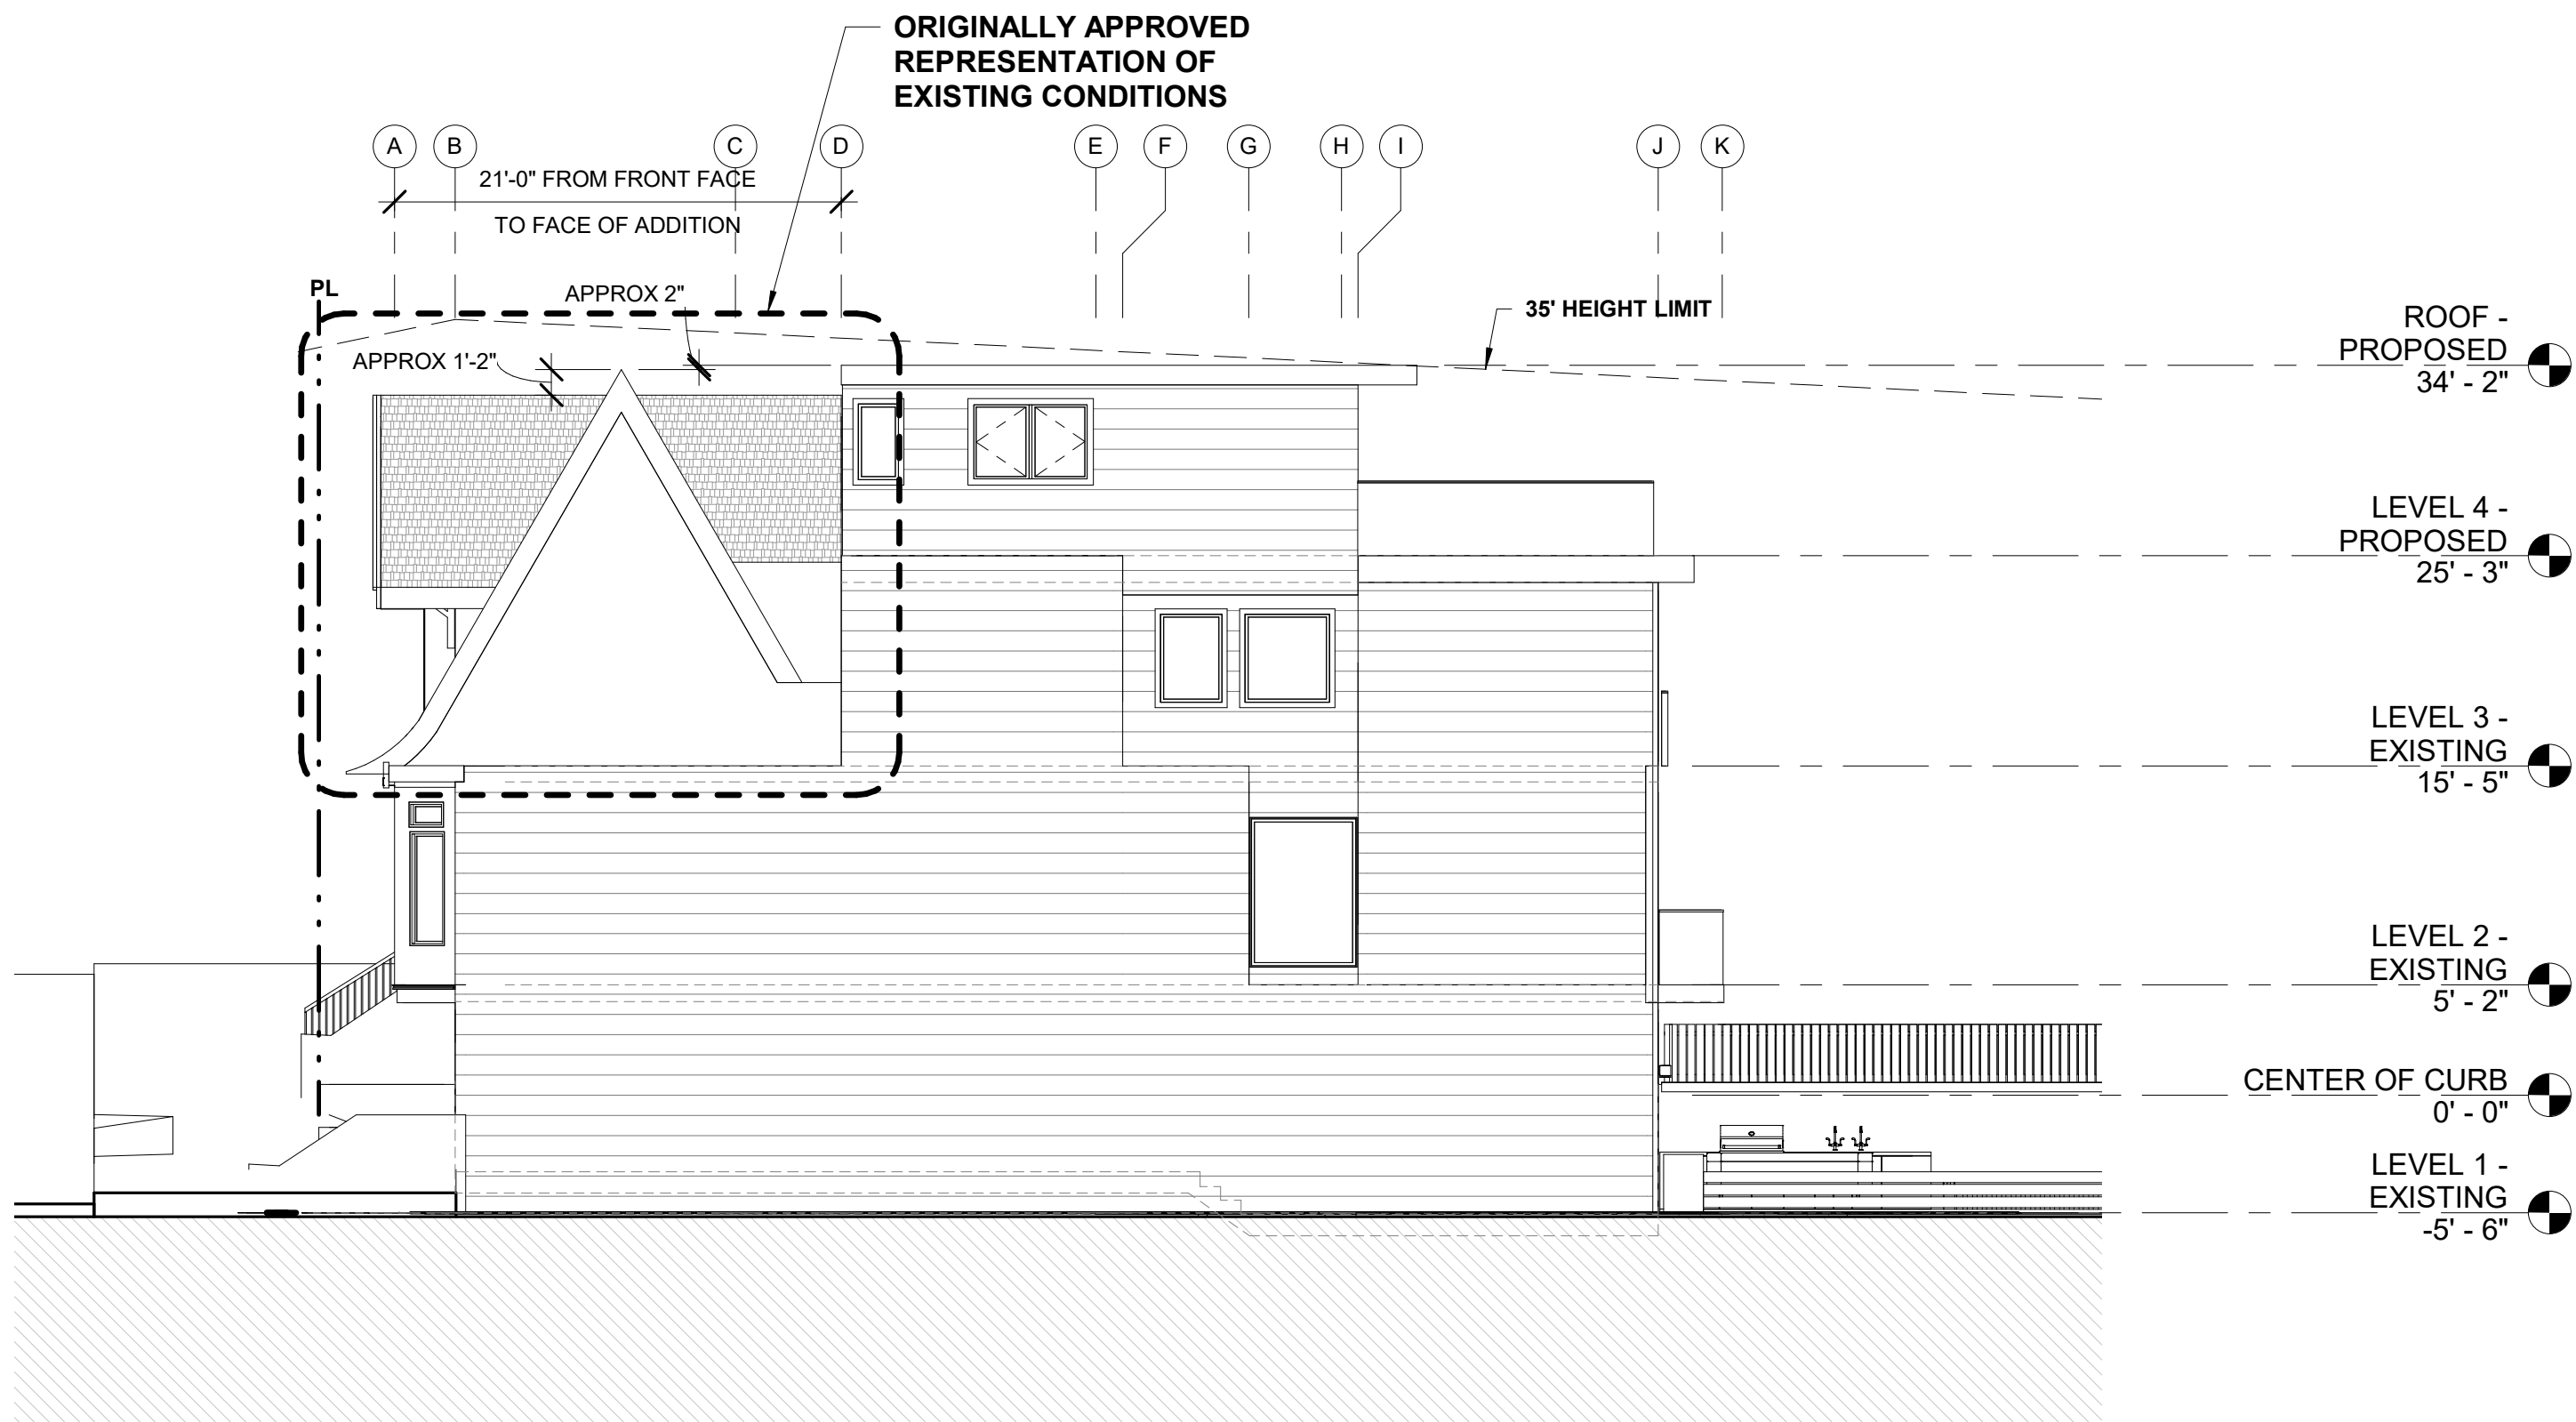 ORIGINALLY APPROVED
REPRESENTATION OF
EXISTING CONDITIONS
A
B
C
D
E
F
G
H
I
J
K
21'-0" FROM FRONT FACE
TO FACE OF ADDITION
PL
APPROX 2"
35' HEIGHT LIMIT
APPROX 1'-2"
ROOF -
PROPOSED
34' - 2"
LEVEL 4 -
PROPOSED
25' - 3"
LEVEL 3 -
EXISTING
15' - 5"
LEVEL 2 -
EXISTING
5' - 2"
CENTER OF CURB
0' - 0"
LEVEL 1 -
EXISTING
-5' - 6"